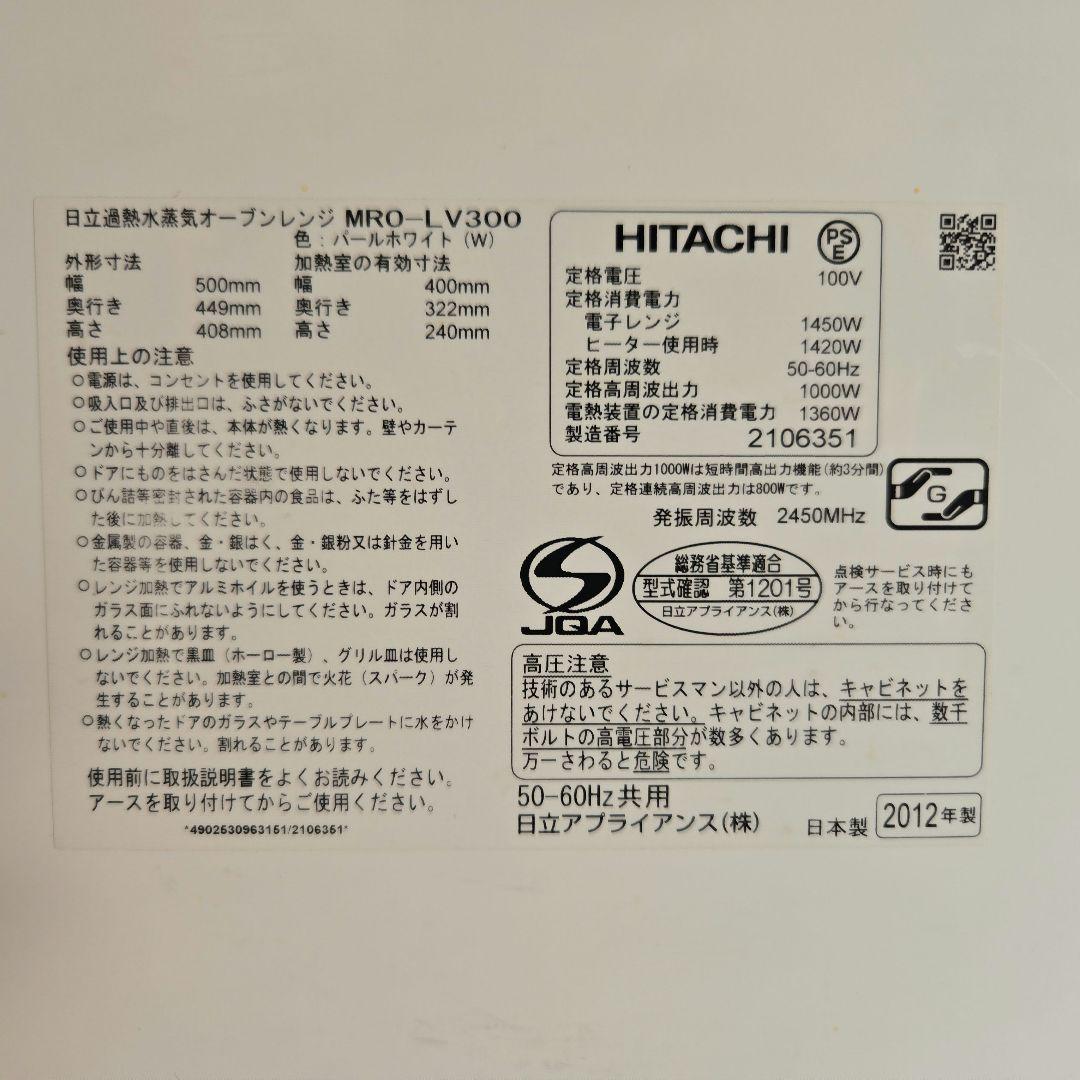 日立過熱水蒸気オーブンレンジ MRO-LV300
色:パールホワイト(W)
外形寸法 加熱室の有効寸法
幅 500mm 幅 400mm
奥行き 449mm 奥行き 322mm
高さ 408mm 高さ 240mm
使用上の注意
○電源は、コンセントを使用してください。
○吸入口及び排出口は、ふさがないでください。
○ご使用中や直後は、本体が熱くなります。壁やカーテ
ンから十分離してください。
○ドアにものをはさんだ状態で使用しないでください。
○びん詰等密封された容器内の食品は、ふた等をはずし
た後に加熱してください。
○金属製の容器、金・銀はく、金・銀粉又は針金を用い
た容器等を使用しないでください。
○レンジ加熱でアルミホイルを使うときは、ドア内側の
ガラス面にふれないようにしてください。ガラスが割
れることがあります。
○レンジ加熱で黒皿(ホーロー製)、グリル皿は使用し
ないでください。加熱室との間で火花(スパーク)が発
生することがあります。
○熱くなったドアのガラスやテーブルプレートに水をかけ
ないでください。割れることがあります。
使用前に取扱説明書をよくお読みください。
アースを取り付けてからご使用ください。
*4902530963151/2106351*
HITACHI PSE
定格電圧 100V
定格消費電力
電子レンジ 1450W
ヒーター使用時 1420W
定格周波数 50-60Hz
定格高周波出力 1000W
電熱装置の定格消費電力 1360W
製造番号 2106351
定格高周波出力1000Wは短時間高出力機能(約3分間)
であり、定格連続高周波出力は800Wです。
発振周波数 2450MHz
G
JQA
総務省基準適合
型式確認 第1201号
日立アプライアンス(株)
点検サービス時にも
アースを取り付けて
から行なってくださ
い。
高圧注意
技術のあるサービスマン以外の人は、キャビネットを
あけないでください。キャビネットの内部には、数千
ボルトの高電圧部分が数多くあります。
万一さわると危険です。
50-60Hz共用
日立アプライアンス(株) 日本製 2012年製